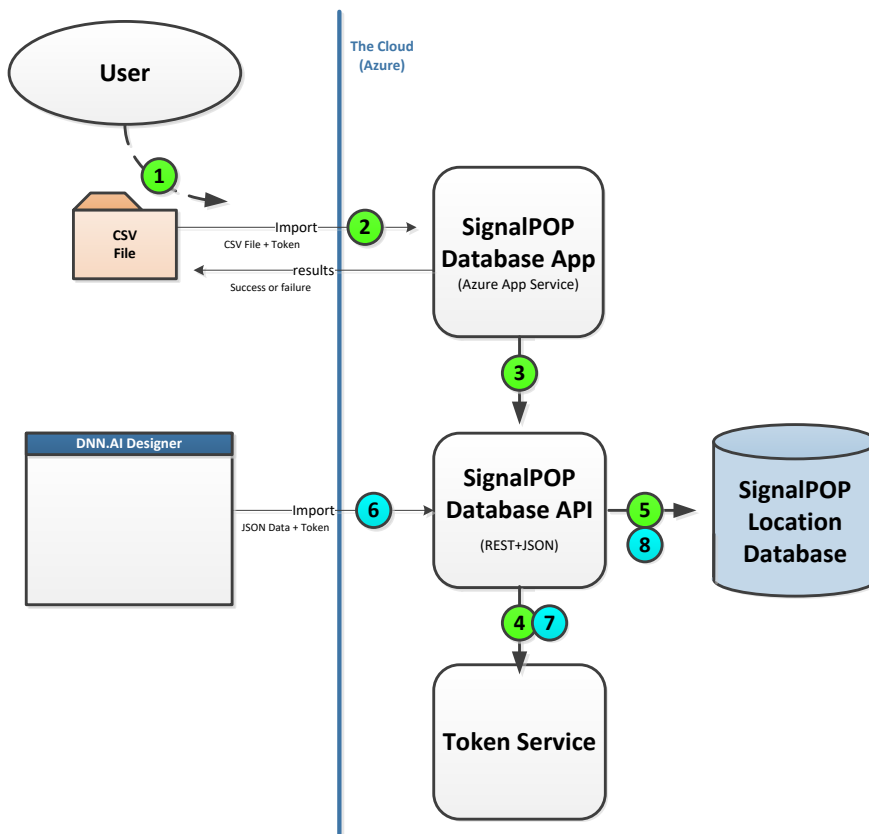 The Cloud
(Azure)
User
1
CSV
File
Import
CSV File + Token
2
results
Success or failure
SignalPOP
Database App
(Azure App Service)
3
DNN.AI Designer
Import
JSON Data + Token
6
SignalPOP
Database API
(REST+JSON)
5
8
SignalPOP
Location
Database
4
7
Token Service